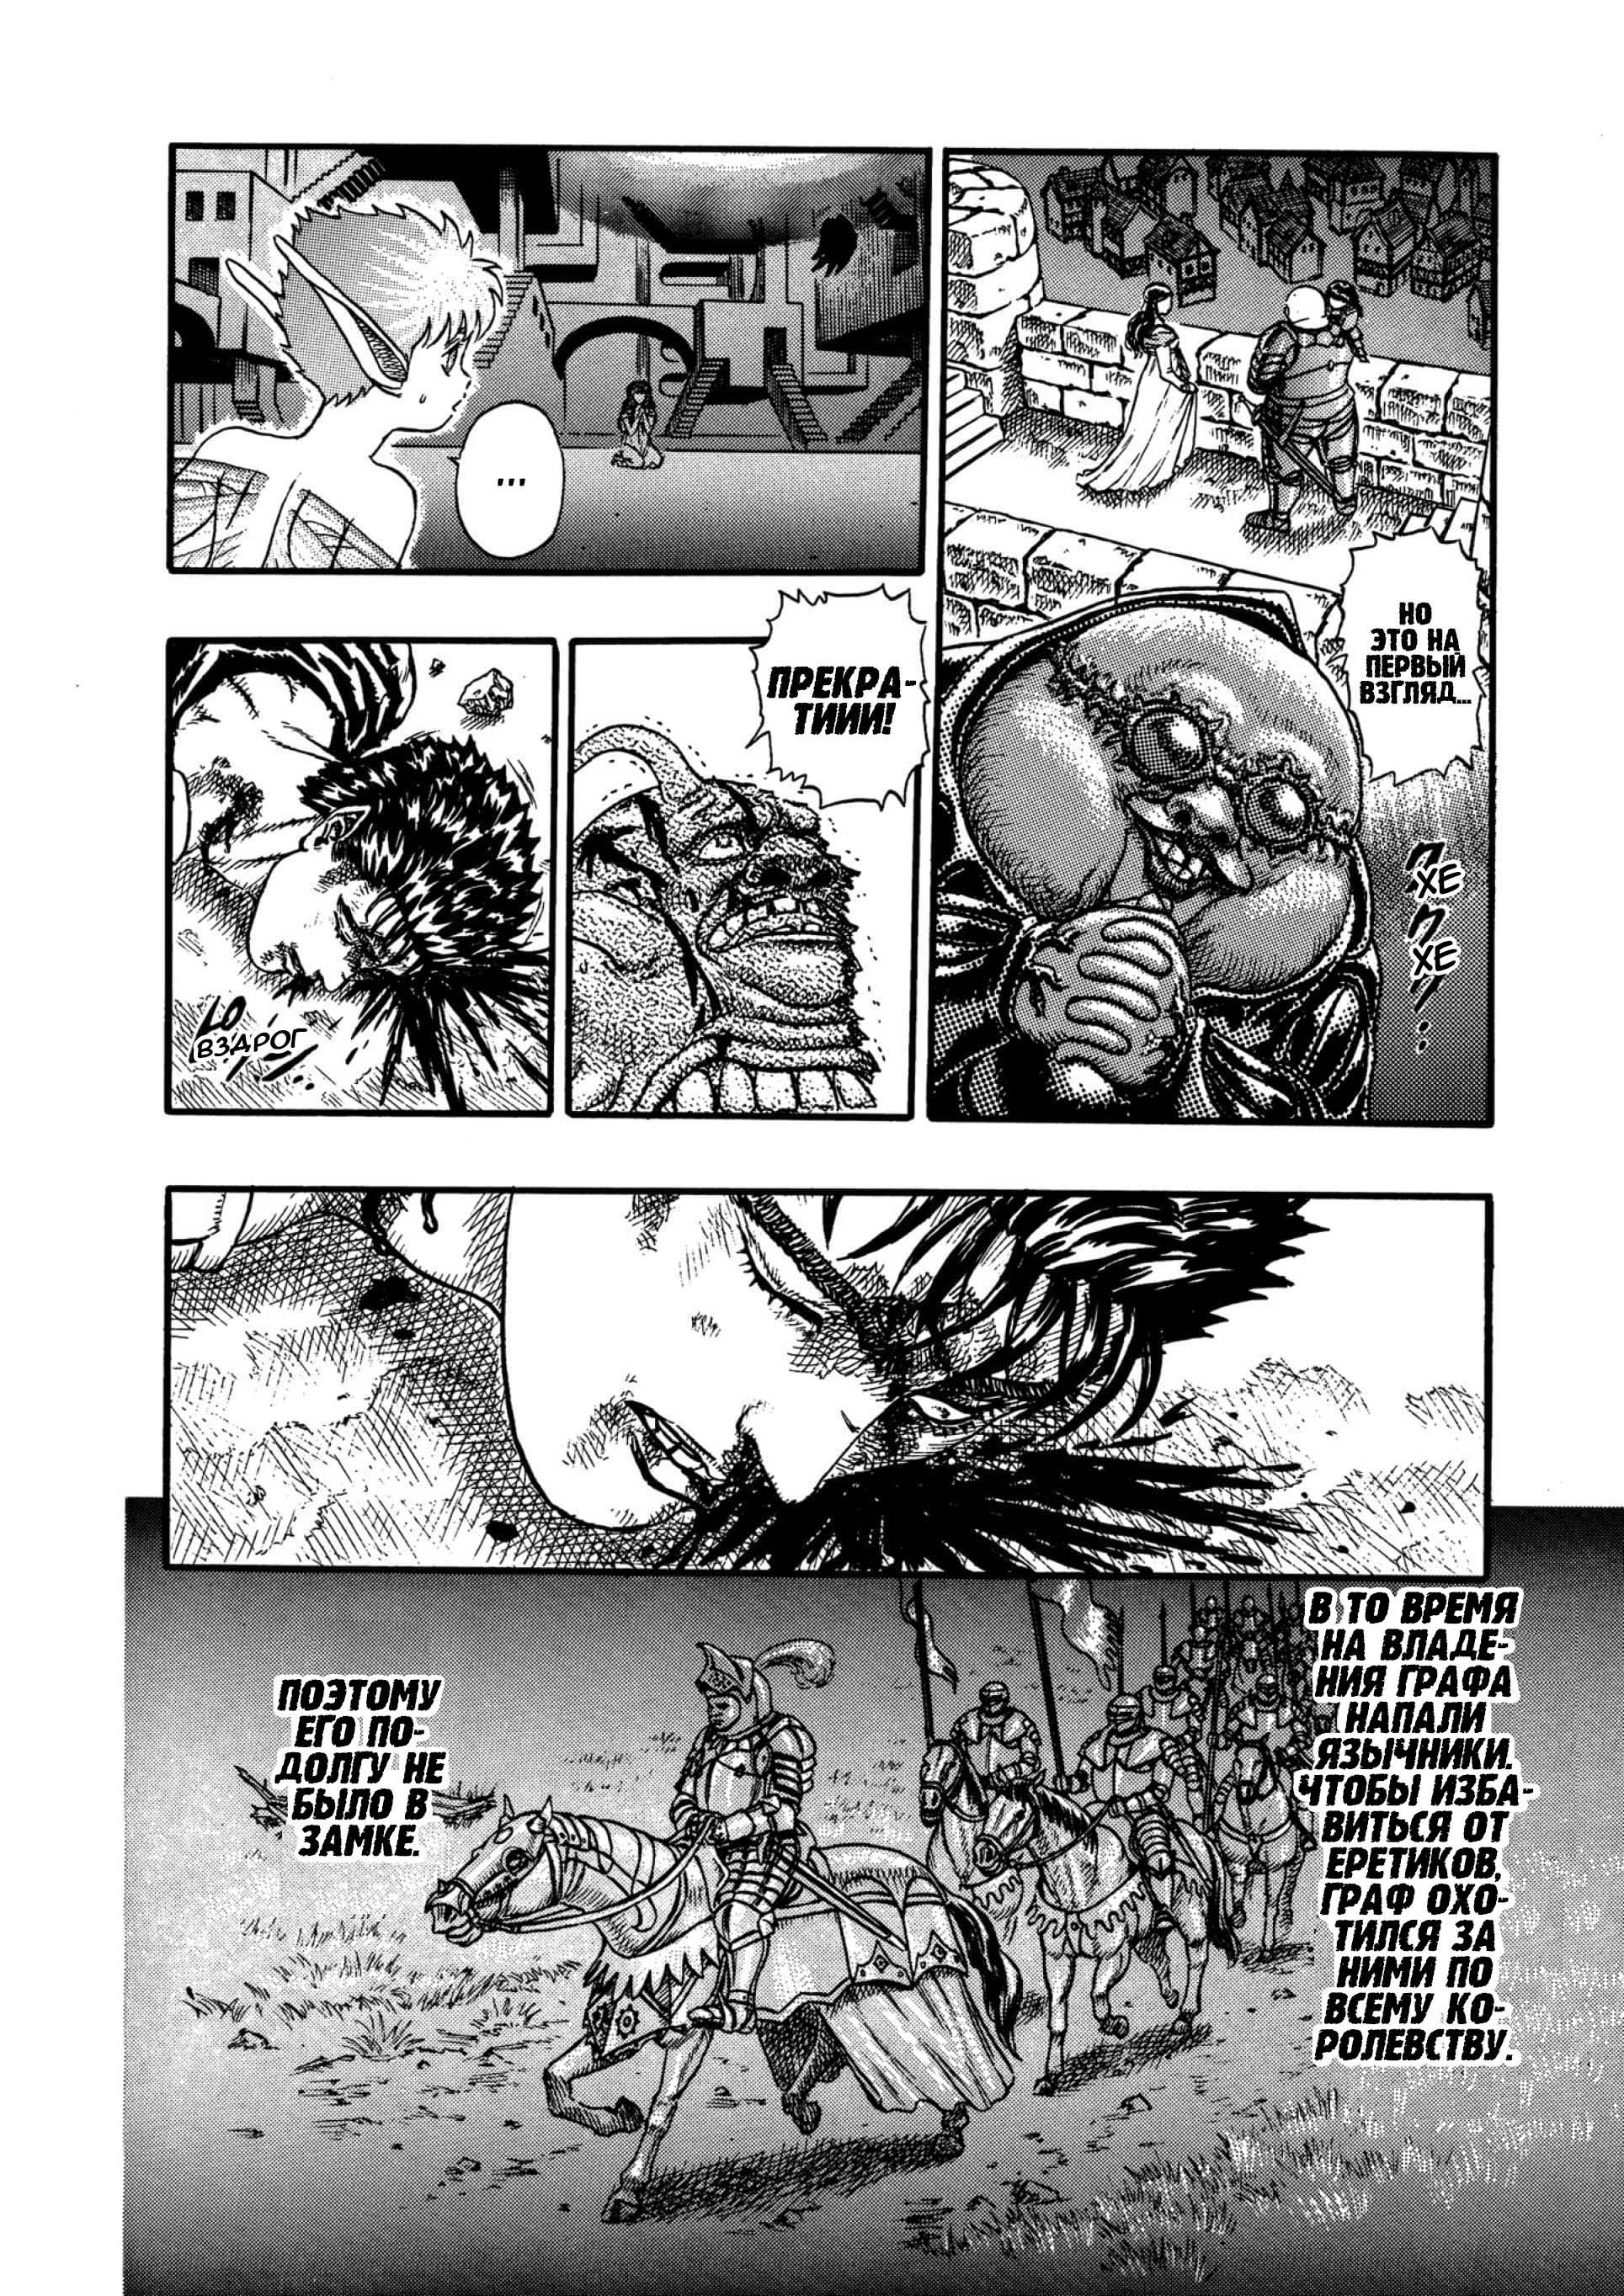 НО
ЭТО НА
ПЕРВЫЙ
ВЗГЛЯД...
ХЕ
ХЕ
...
ПРЕКРА-
ТИИИ!
ВЗДРОГ
В ТО ВРЕМЯ
НА ВЛАДЕ-
НИЯ ГРАФА
НАПАЛИ
ЯЗЫЧНИКИ.
ЧТОБЫ ИЗБА-
ВИТЬСЯ ОТ
ЕРЕТИКОВ,
ГРАФ ОХО-
ТИЛСЯ ЗА
НИМИ ПО
ВСЕМУ КО-
РОЛЕВСТВУ.
ПОЭТОМУ
ЕГО ПО-
ДОЛГУ НЕ
БЫЛО В
ЗАМКЕ.